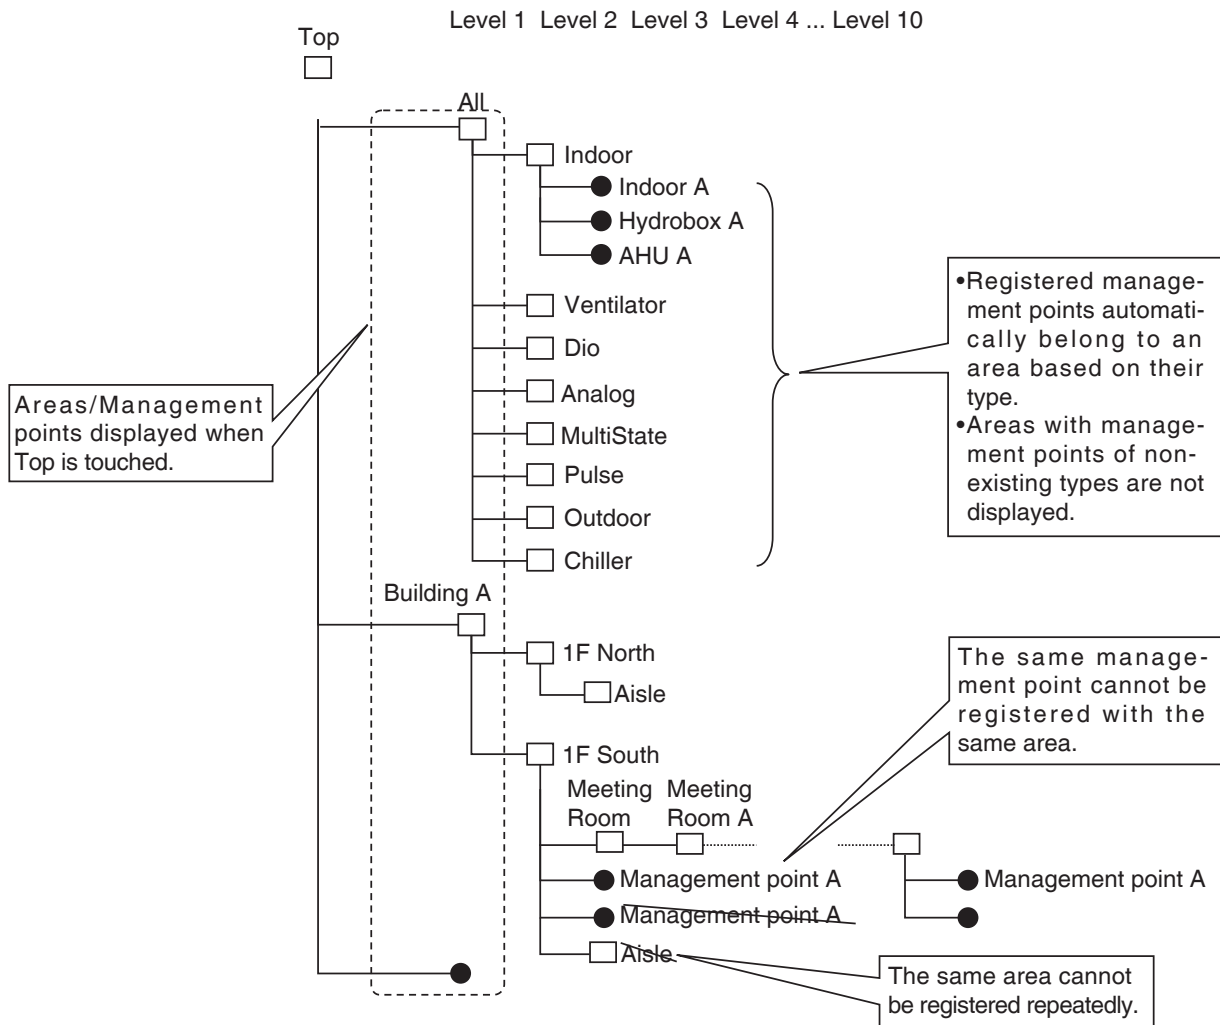 Level 1 Level 2 Level 3 Level 4 ... Level 10
Top
All
Indoor
Indoor A
Hydrobox A
AHU A
Ventilator
Dio
Analog
MultiState
Pulse
Outdoor
Chiller
•Registered manage-
ment points automati-
cally belong to an
area based on their
type.
•Areas with manage-
ment points of non-
existing types are not
displayed.
Areas/Management
points displayed when
Top is touched.
Building A
1F North
Aisle
1F South
The same manage-
ment point cannot be
registered with the
same area.
Meeting
Room
Meeting
Room A
Management point A
Management point A
Management point A
Aisle
The same area cannot
be registered repeatedly.